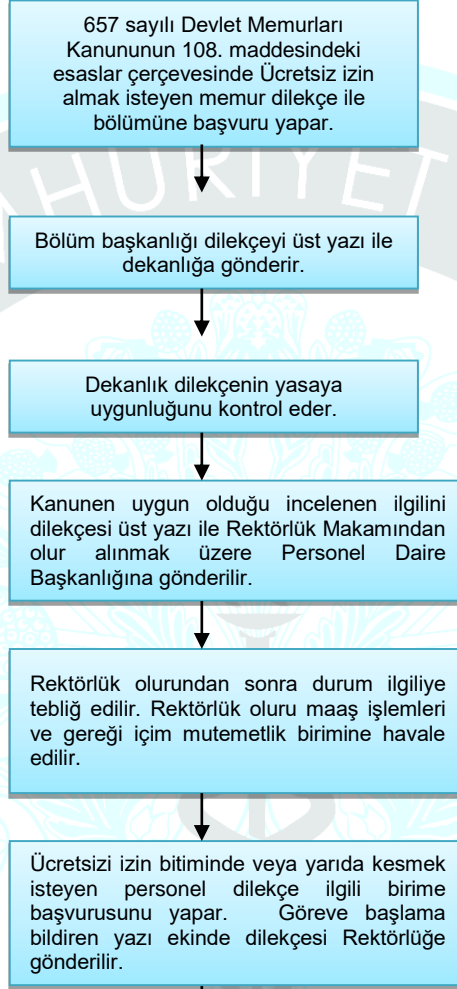 657 sayılı Devlet Memurları
Kanununun 108. maddesindeki
esaslar çerçevesinde Ücretsiz izin
almak isteyen memur dilekçe ile
bölümüne başvuru yapar.
Bölüm başkanlığı dilekçeyi üst yazı ile
dekanlığa gönderir.
Dekanlık dilekçenin yasaya
uygunluğunu kontrol eder.
Kanunen uygun olduğu incelenen ilgilini
dilekçesi üst yazı ile Rektörlük Makamından
olur alınmak üzere Personel Daire
Başkanlığına gönderilir.
Rektörlük olurundan sonra durum ilgiliye
tebliğ edilir. Rektörlük oluru maaş işlemleri
ve gereği içim mutemetlik birimine havale
edilir.
Ücretsizi izin bitiminde veya yarıda kesmek
isteyen personel dilekçe ilgili birime
başvurusunu yapar. Göreve başlama
bildiren yazı ekinde dilekçesi Rektörlüğe
gönderilir.